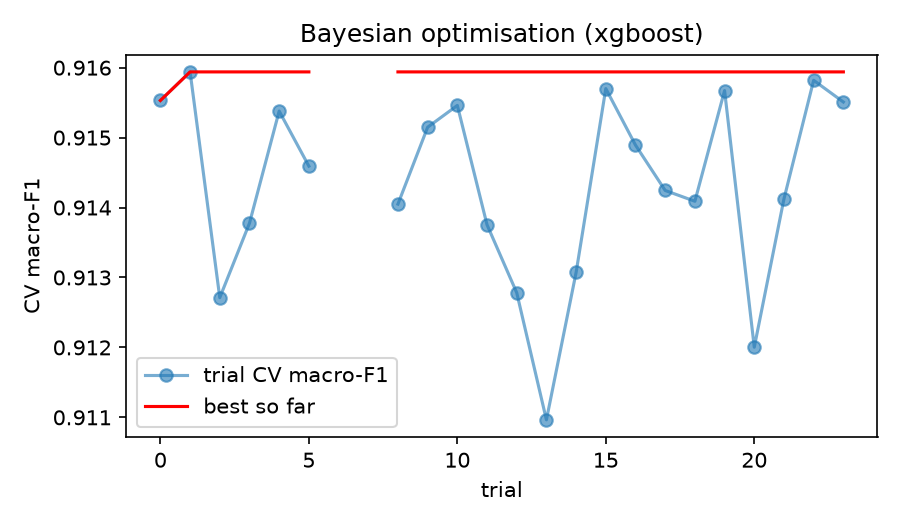 Bayesian optimisation (xgboost)
CV macro-F1
0.916
0.915
0.914
0.913
0.912
0.911
trial CV macro-F1
best so far
0
5
10
15
20
trial